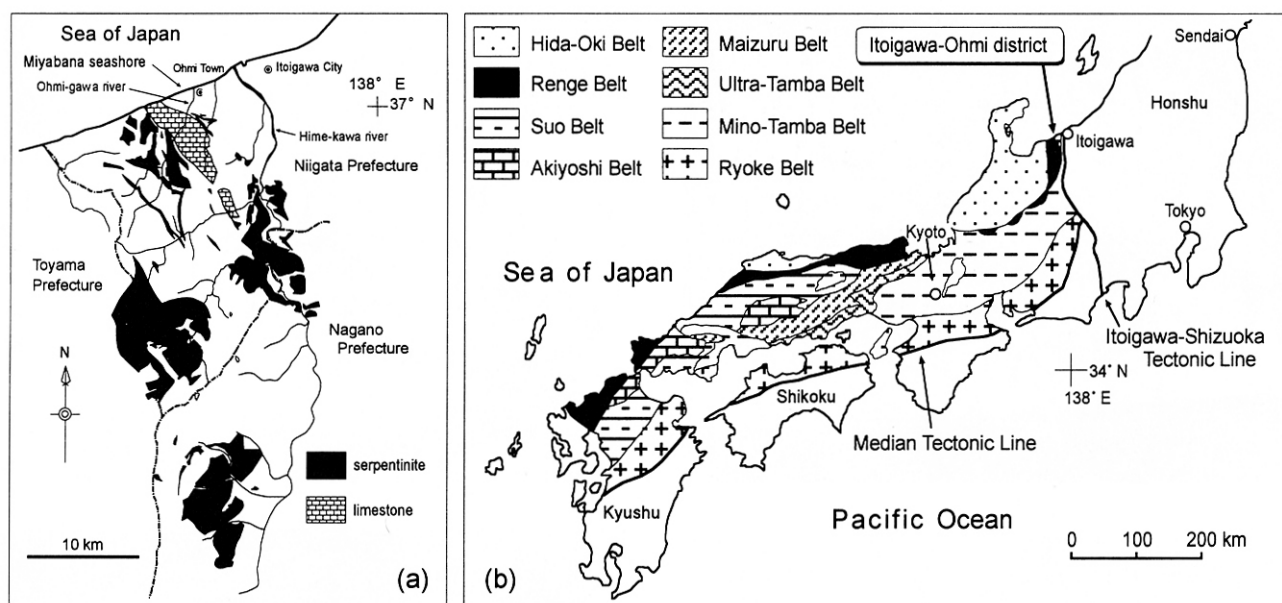 Sea of Japan
Miyabana seashore
Ohmi Town
Itoigawa City
Ohmi-gawa river
138° E
37° N
Hime-kawa river
Niigata Prefecture
Toyama
Prefecture
Nagano
Prefecture
N
serpentinite
limestone
10 km
(a)
Hida-Oki Belt
Renge Belt
Suo Belt
Akiyoshi Belt
Maizuru Belt
Ultra-Tamba Belt
Mino-Tamba Belt
Ryoke Belt
Itoigawa-Ohmi district
Sendai
Honshu
Itoigawa
Tokyo
Kyoto
Sea of Japan
Itoigawa-Shizuoka
Tectonic Line
34° N
138° E
Shikoku
Median Tectonic Line
Kyushu
Pacific Ocean
0 100 200 km
(b)